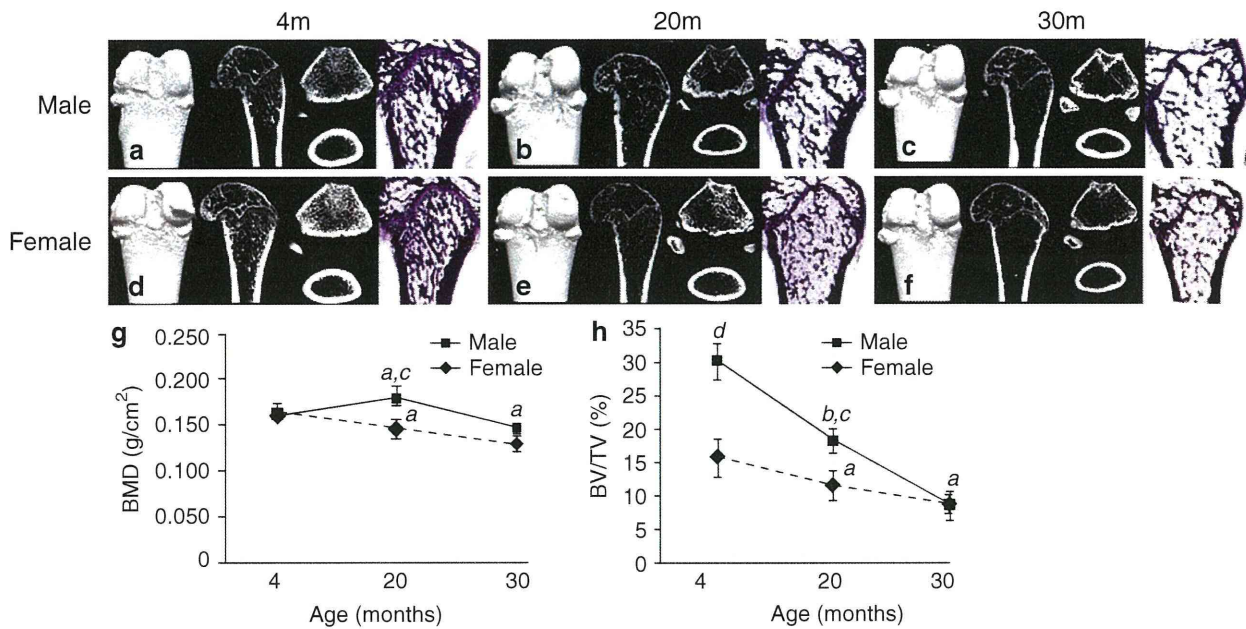 4m 20m 30m
Male
a b c
Female
d e f
g
0.250
0.200
0.150
0.100
0.050
0
BMD (g/cm²)
Male
Female
a,c
a
a
4 20 30
Age (months)
h
35
30
25
20
15
10
5
0
BV/TV (%)
Male
Female
d
b,c
a
a
4 20 30
Age (months)